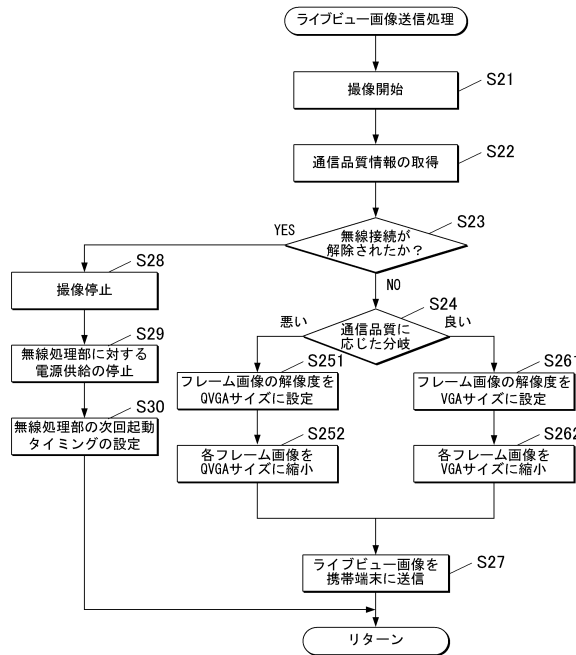 ライブビュー画像送信処理
S21
撮像開始
S22
通信品質情報の取得
S23
無線接続が
解除されたか？
YES
NO
S28
撮像停止
S29
無線処理部に対する
電源供給の停止
S30
無線処理部の次回起動
タイミングの設定
S24
通信品質に
応じた分岐
悪い
良い
S251
フレーム画像の解像度を
QVGAサイズに設定
S252
各フレーム画像を
QVGAサイズに縮小
S261
フレーム画像の解像度を
VGAサイズに設定
S262
各フレーム画像を
VGAサイズに縮小
S27
ライブビュー画像を
携帯端末に送信
リターン